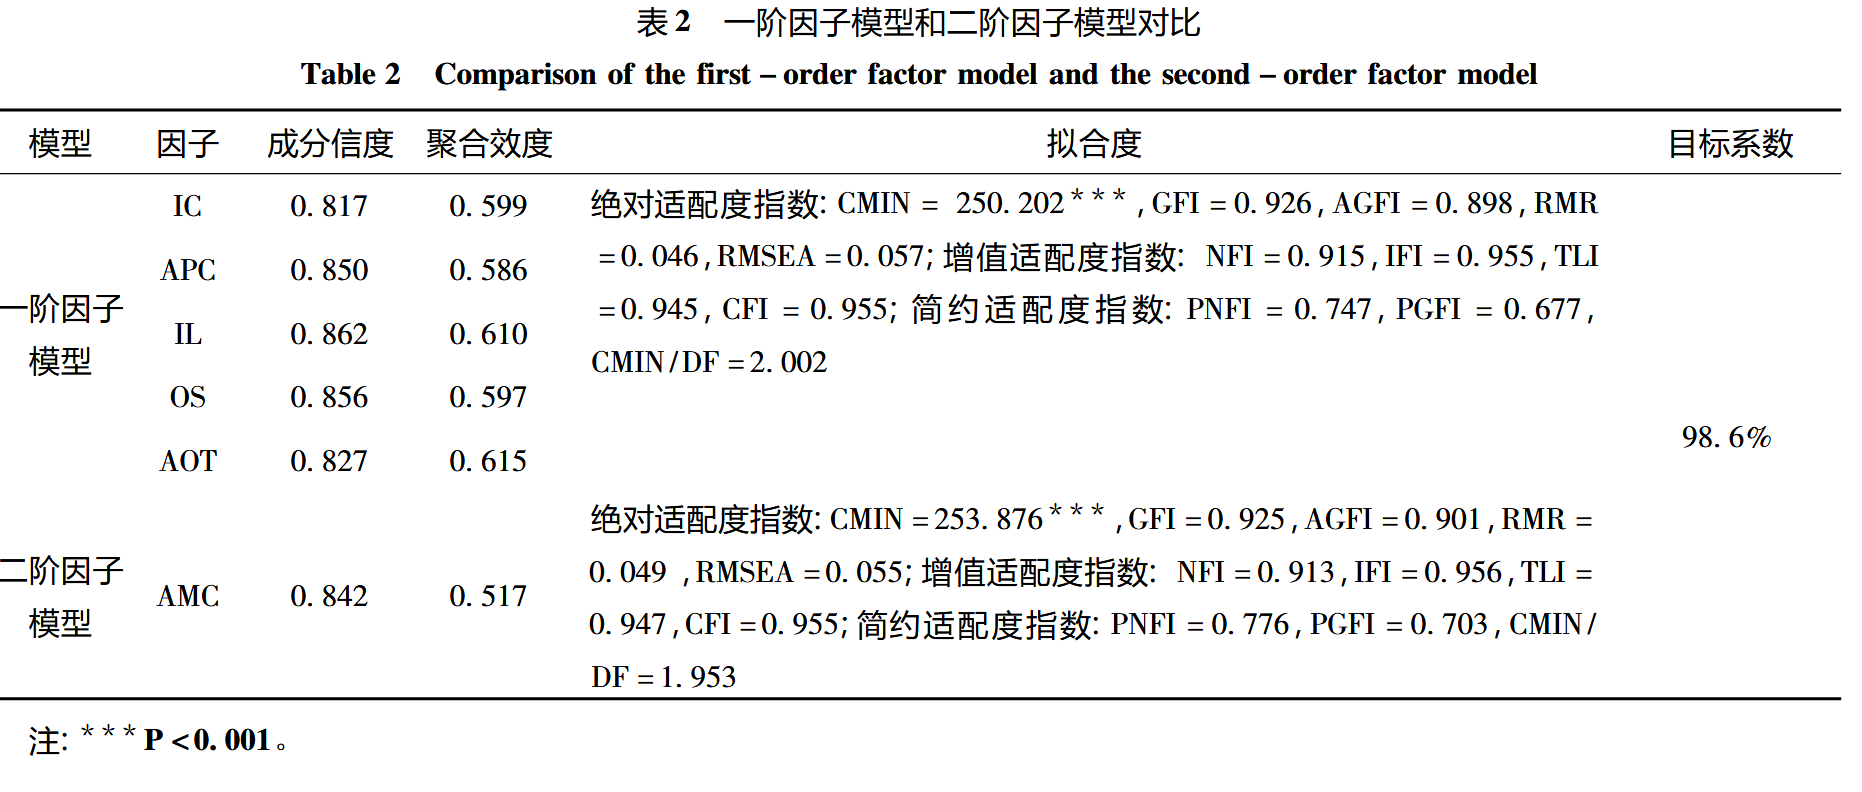 表2 一阶因子模型和二阶因子模型对比
Table 2 Comparison of the first－order factor model and the second－order factor model
模型 因子 成分信度 聚合效度 拟合度 目标系数
一阶因子模型
IC 0.817 0.599
APC 0.850 0.586
IL 0.862 0.610
OS 0.856 0.597
AOT 0.827 0.615
绝对适配度指数: CMIN = 250.202***,GFI=0.926,AGFI=0.898,RMR
=0.046,RMSEA=0.057;增值适配度指数: NFI=0.915,IFI=0.955,TLI
=0.945, CFI = 0.955; 简约适配度指数: PNFI = 0.747, PGFI = 0.677,
CMIN/DF=2.002
98.6%
二阶因子模型
AMC 0.842 0.517
绝对适配度指数: CMIN=253.876***,GFI=0.925,AGFI=0.901,RMR=
0.049 ,RMSEA=0.055;增值适配度指数: NFI=0.913,IFI=0.956,TLI=
0.947,CFI=0.955;简约适配度指数: PNFI=0.776,PGFI=0.703,CMIN/
DF=1.953
注: ***P<0.001。